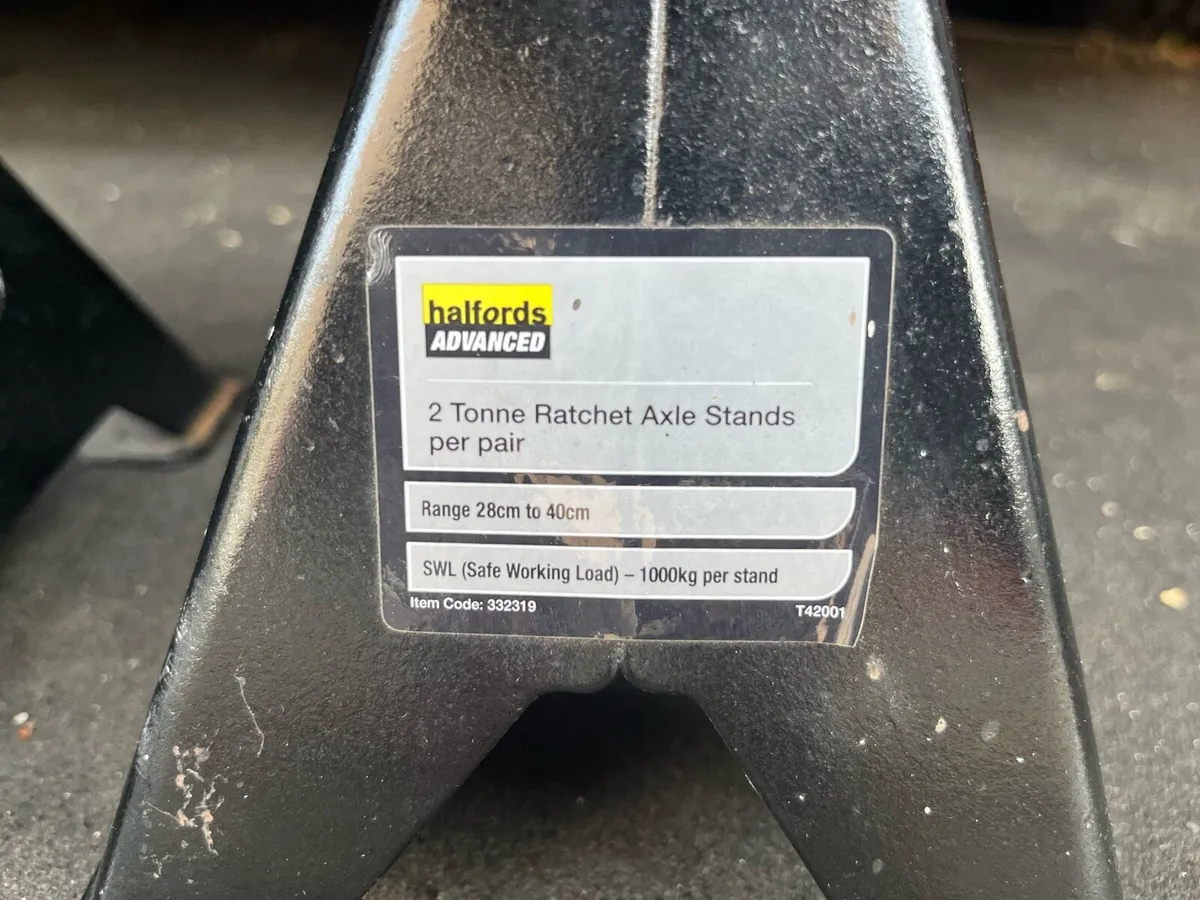 halfords
ADVANCED
2 Tonne Ratchet Axle Stands
per pair
Range 28cm to 40cm
SWL (Safe Working Load) – 1000kg per stand
Item Code: 332319
T42001